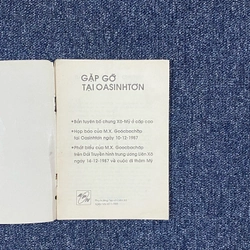 GẶP GỠ
TẠI OASINHTƠN
• Bản tuyên bố chung Xô-Mỹ ở cấp cao
• Họp báo của M.X. Goócbachốp
tại Oasinhtơn ngày 10-12-1987
• Phát biểu của M.X. Goócbachốp
trên Đài Truyền hình trung ương Liên Xô
ngày 14-12-1987 về cuộc đi thăm Mỹ